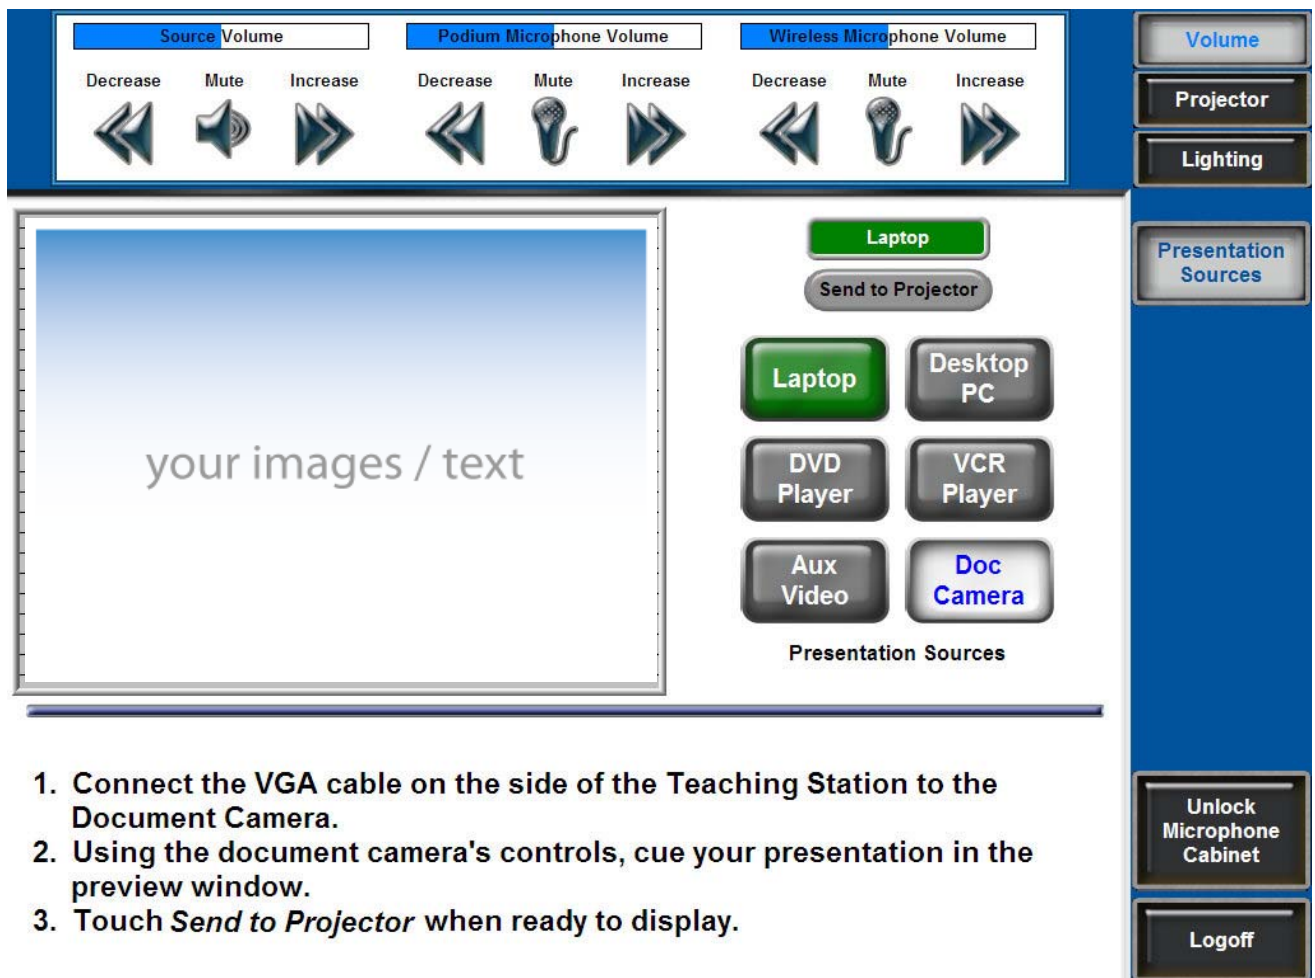 Source Volume
Podium Microphone Volume
Wireless Microphone Volume
Decrease Mute Increase
Decrease Mute Increase
Decrease Mute Increase
Volume
Projector
Lighting
Presentation
Sources
your images / text
Laptop
Send to Projector
Laptop
Desktop
PC
DVD
Player
VCR
Player
Aux
Video
Doc
Camera
Presentation Sources
1. Connect the VGA cable on the side of the Teaching Station to the
Document Camera.
2. Using the document camera's controls, cue your presentation in the
preview window.
3. Touch Send to Projector when ready to display.
Unlock
Microphone
Cabinet
Logoff